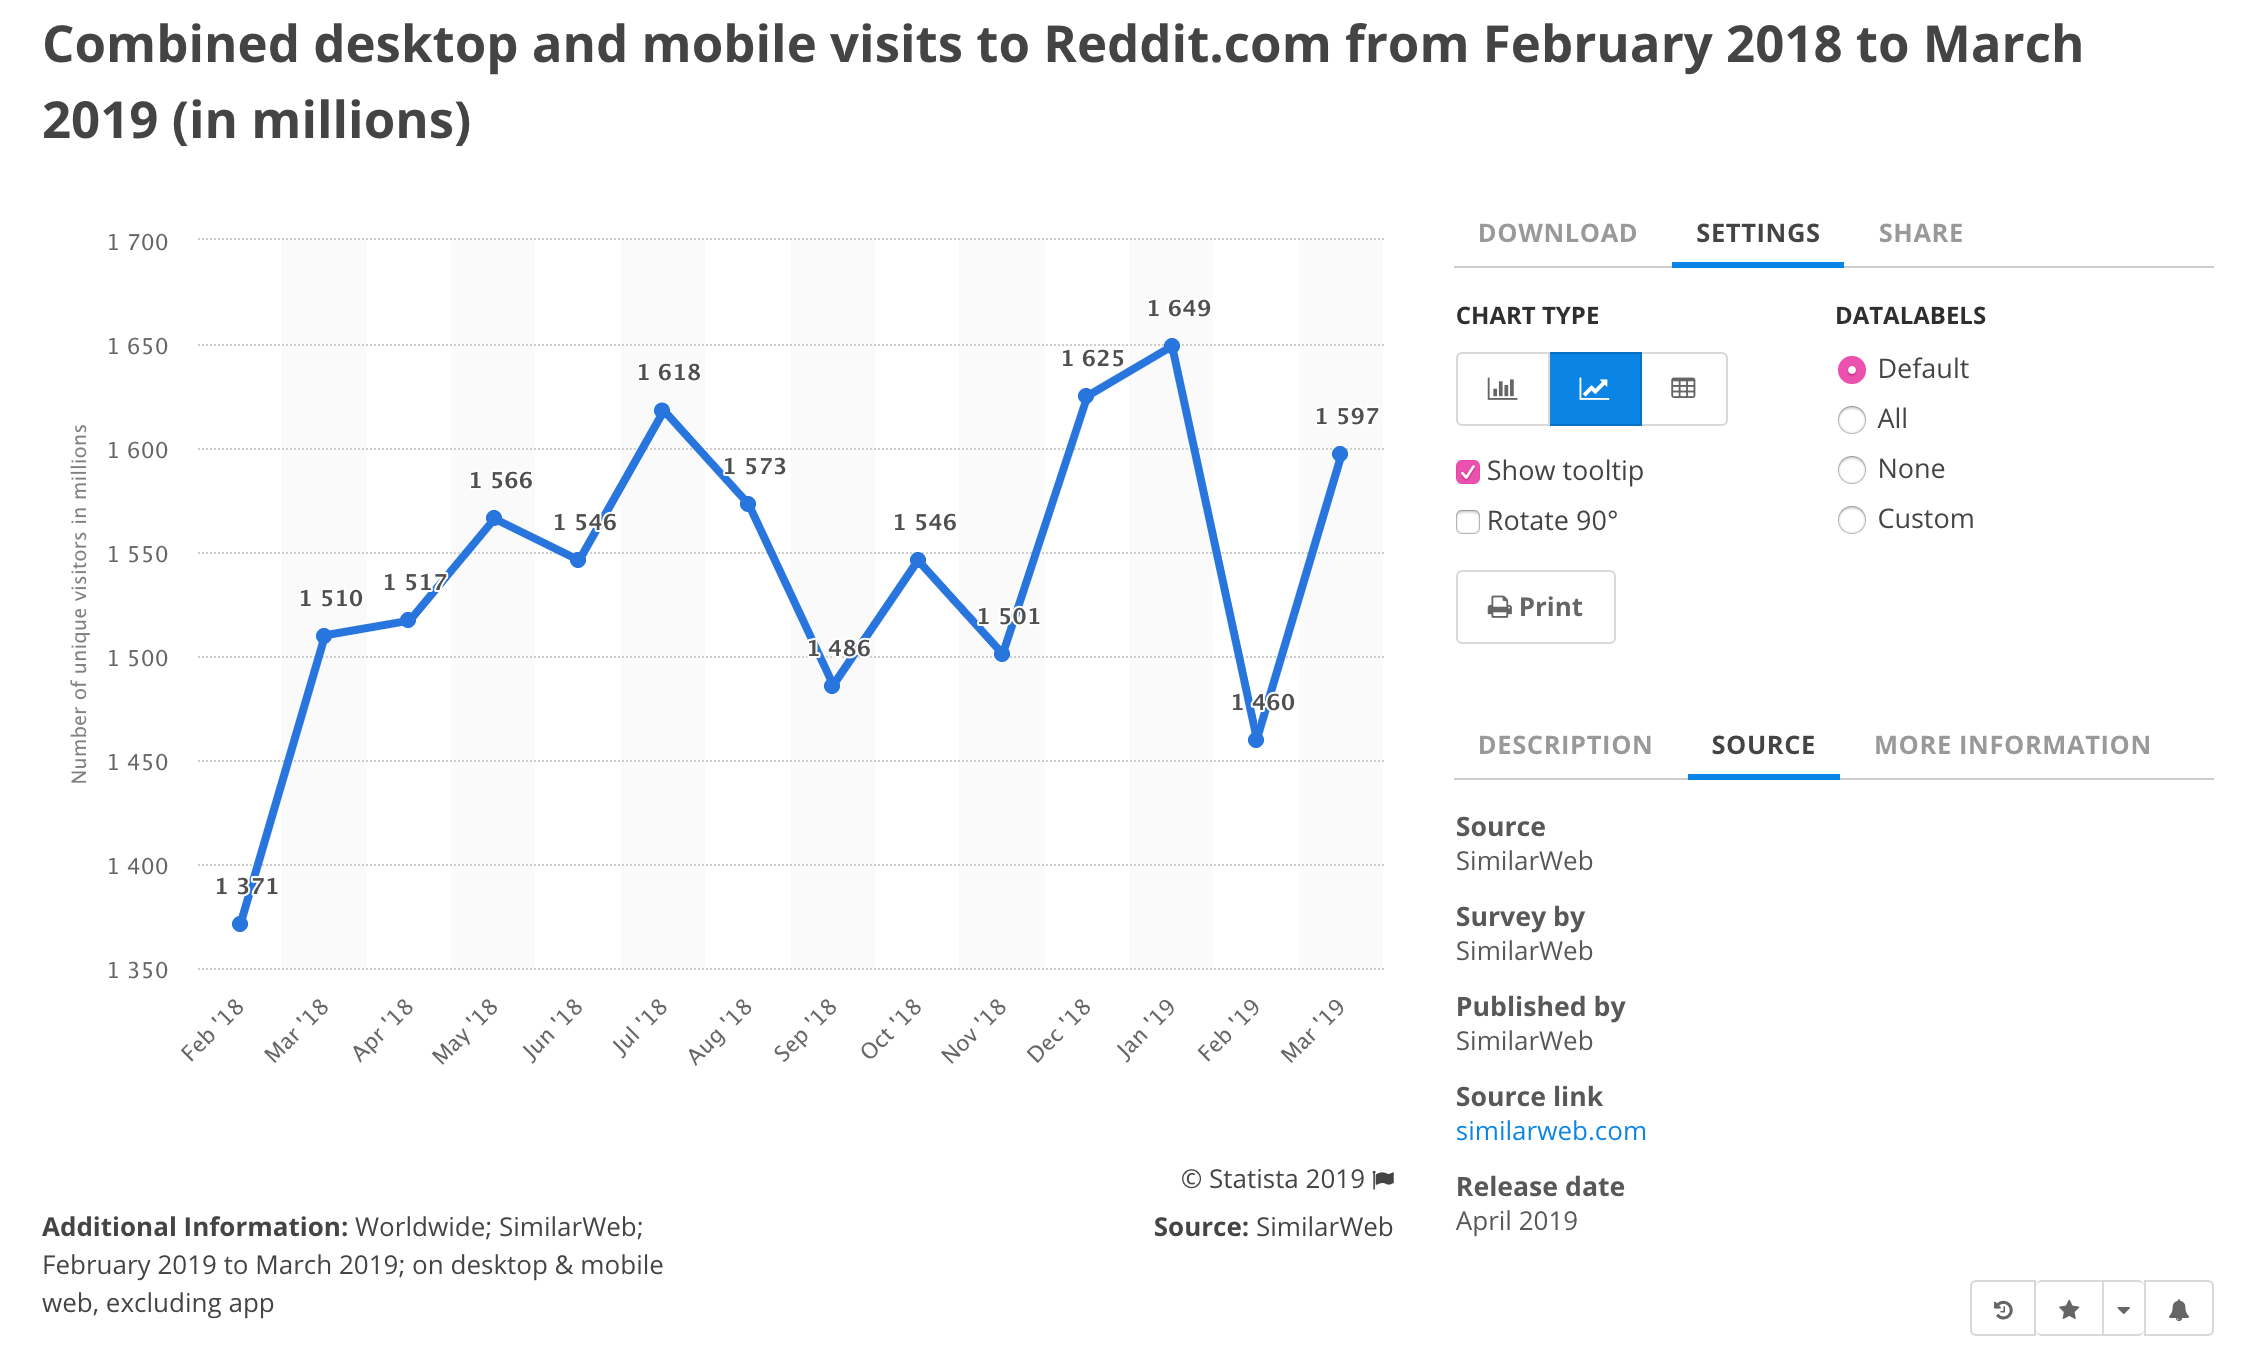 Combined desktop and mobile visits to Reddit.com from February 2018 to March
2019 (in millions)
Number of unique visitors in millions
1 700
1 650
1 600
1 550
1 500
1 450
1 400
1 350
1 371
1 510
1 517
1 566
1 546
1 618
1 573
1 486
1 546
1 501
1 625
1 649
1 460
1 597
Feb '18
Mar '18
Apr '18
May '18
Jun '18
Jul '18
Aug '18
Sep '18
Oct '18
Nov '18
Dec '18
Jan '19
Feb '19
Mar '19
© Statista 2019
Additional Information: Worldwide; SimilarWeb;
February 2019 to March 2019; on desktop & mobile
web, excluding app
Source: SimilarWeb
DOWNLOAD SETTINGS SHARE
CHART TYPE
Show tooltip
Rotate 90°
Print
DATALABELS
Default
All
None
Custom
DESCRIPTION SOURCE MORE INFORMATION
Source
SimilarWeb
Survey by
SimilarWeb
Published by
SimilarWeb
Source link
similarweb.com
Release date
April 2019